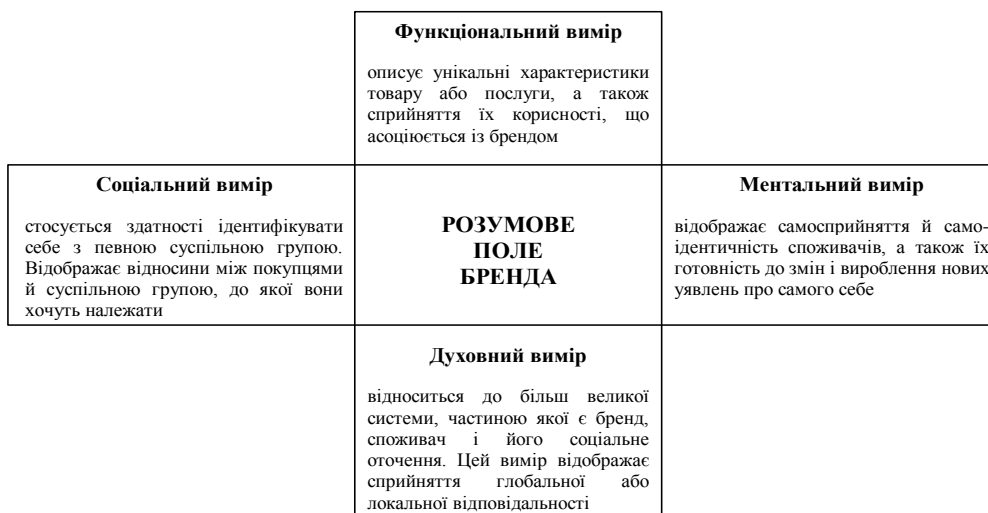 Функціональний вимір
описує унікальні характеристики
товару або послуги, а також
сприйняття їх корисності, що
асоціюється із брендом
Соціальний вимір
стосується здатності ідентифікувати
себе з певною суспільною групою.
Відображає відносини між покупцями
й суспільною групою, до якої вони
хочуть належати
РОЗУМОВЕ
ПОЛЕ
БРЕНДА
Ментальний вимір
відображає самосприйняття й само-
ідентичність споживачів, а також їх
готовність до змін і вироблення нових
уявлень про самого себе
Духовний вимір
відноситься до більш великої
системи, частиною якої є бренд,
споживач і його соціальне
оточення. Цей вимір відображає
сприйняття глобальної або
локальної відповідальності